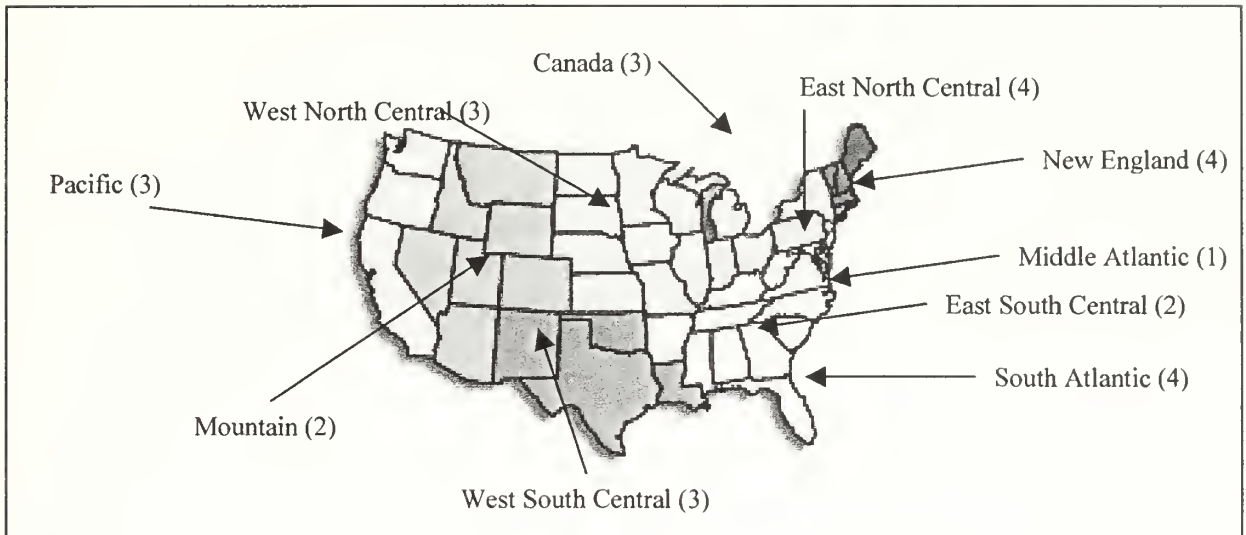 Canada (3)
East North Central (4)
West North Central (3)
New England (4)
Pacific (3)
Middle Atlantic (1)
East South Central (2)
South Atlantic (4)
Mountain (2)
West South Central (3)